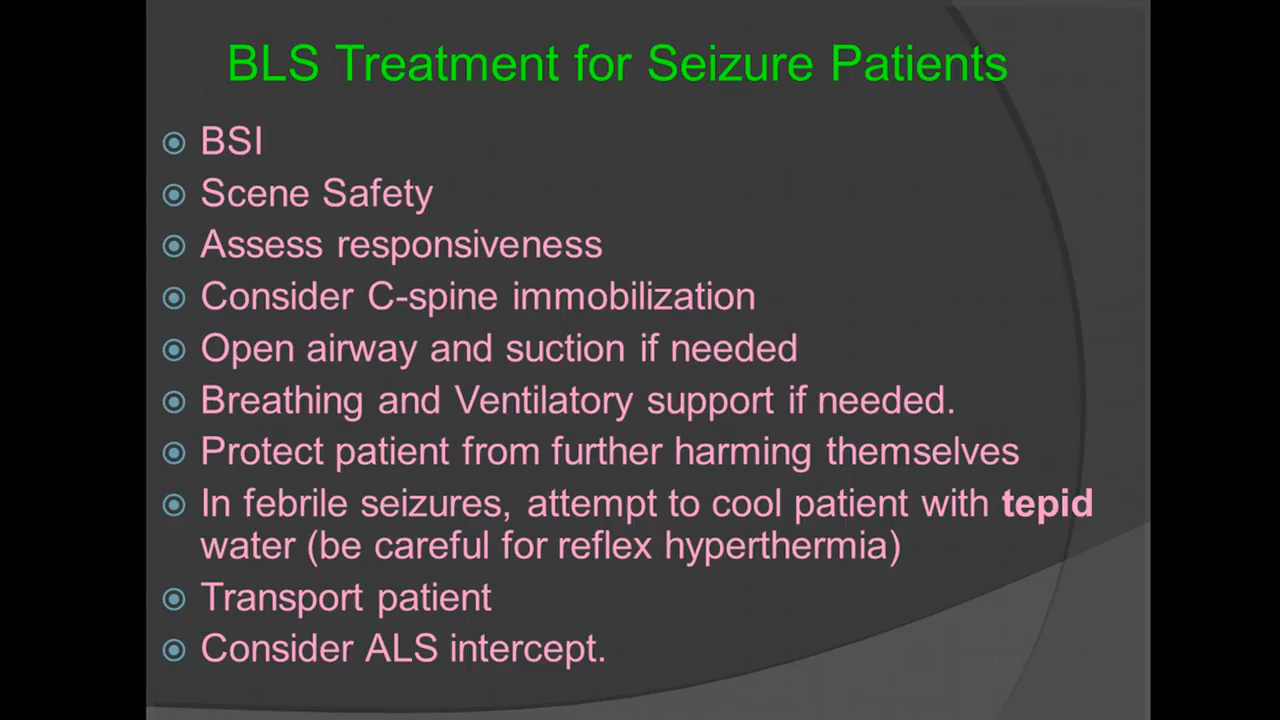 BLS Treatment for Seizure Patients
BSI
Scene Safety
Assess responsiveness
Consider C-spine immobilization
Open airway and suction if needed
Breathing and Ventilatory support if needed.
Protect patient from further harming themselves
In febrile seizures, attempt to cool patient with tepid
water (be careful for reflex hyperthermia)
Transport patient
Consider ALS intercept.